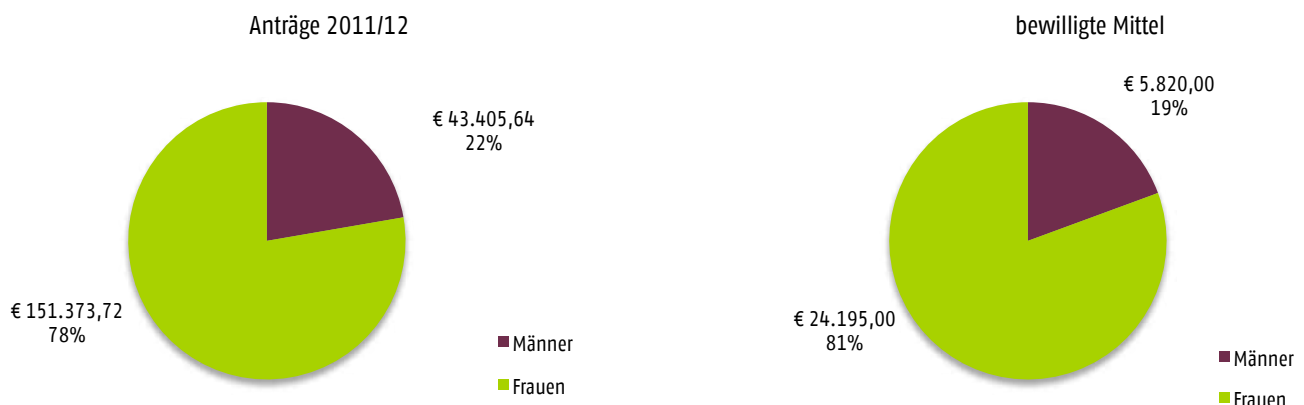 Anträge 2011/12
€ 43.405,64
22%
€ 151.373,72
78%
Männer
Frauen
bewilligte Mittel
€ 5.820,00
19%
€ 24.195,00
81%
Männer
Frauen